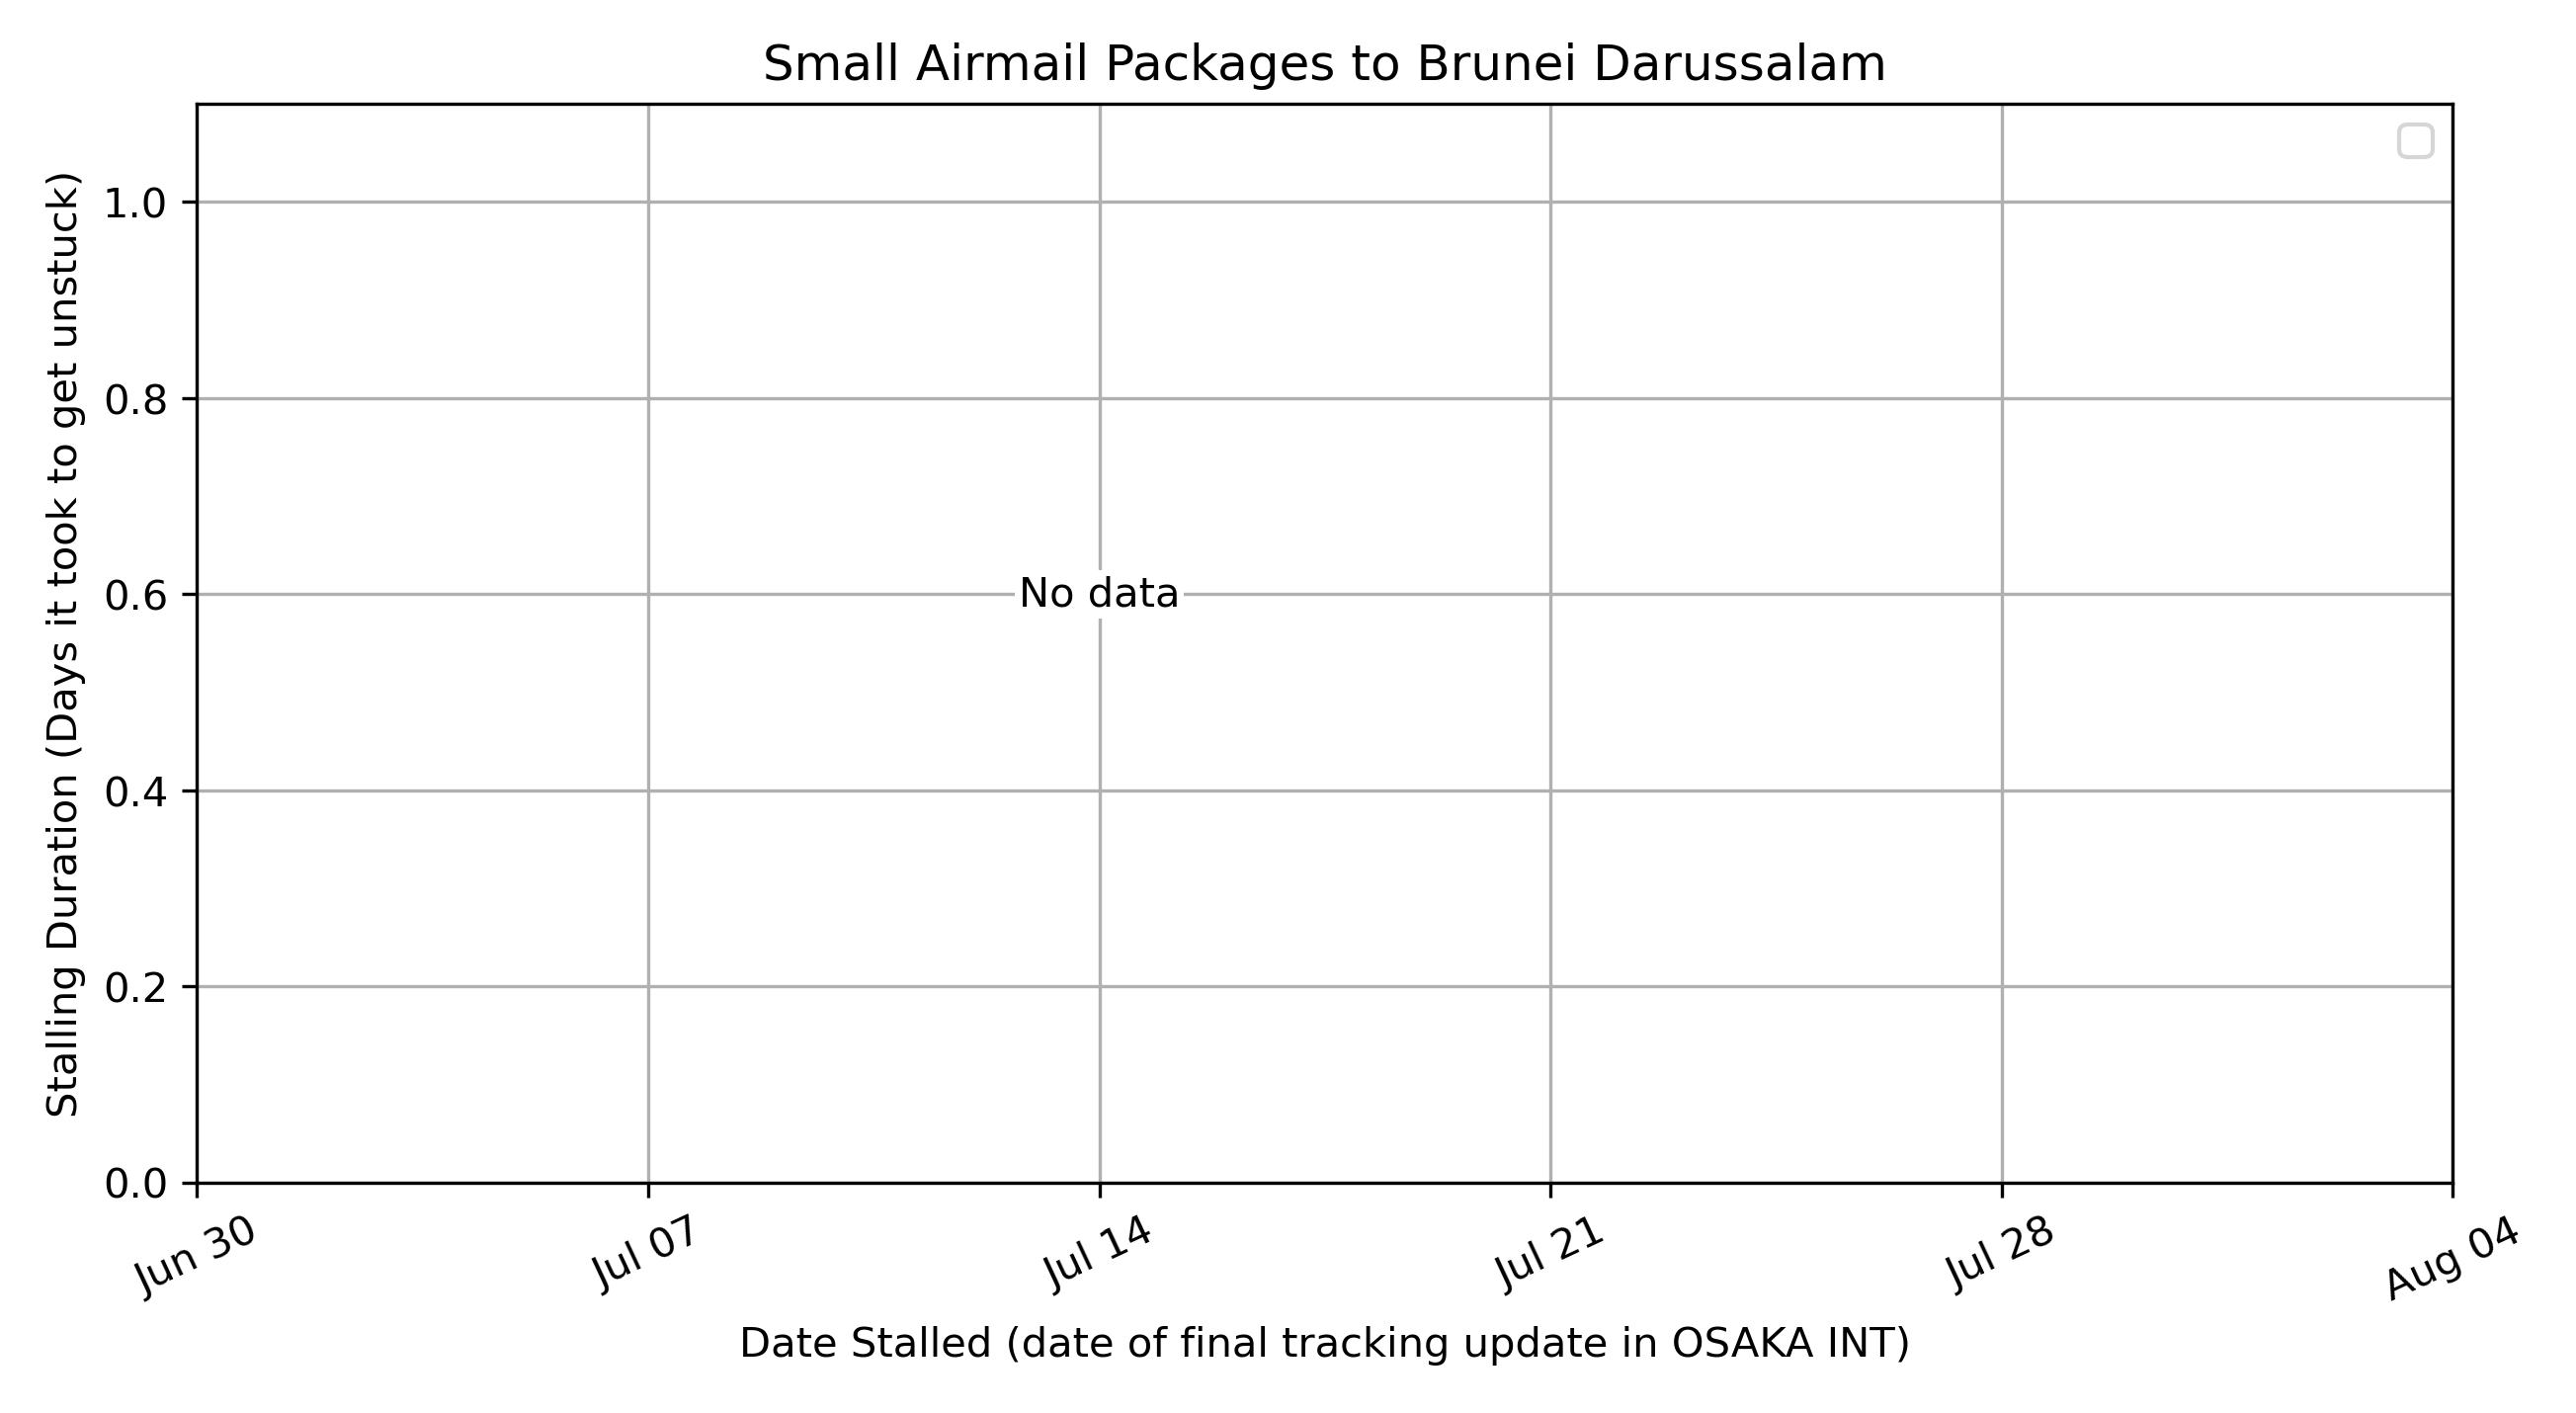 Small Airmail Packages to Brunei Darussalam
Stalling Duration (Days it took to get unstuck)
1.0
0.8
0.6
0.4
0.2
0.0
No data
Jun 30
Jul 07
Jul 14
Jul 21
Jul 28
Aug 04
Date Stalled (date of final tracking update in OSAKA INT)